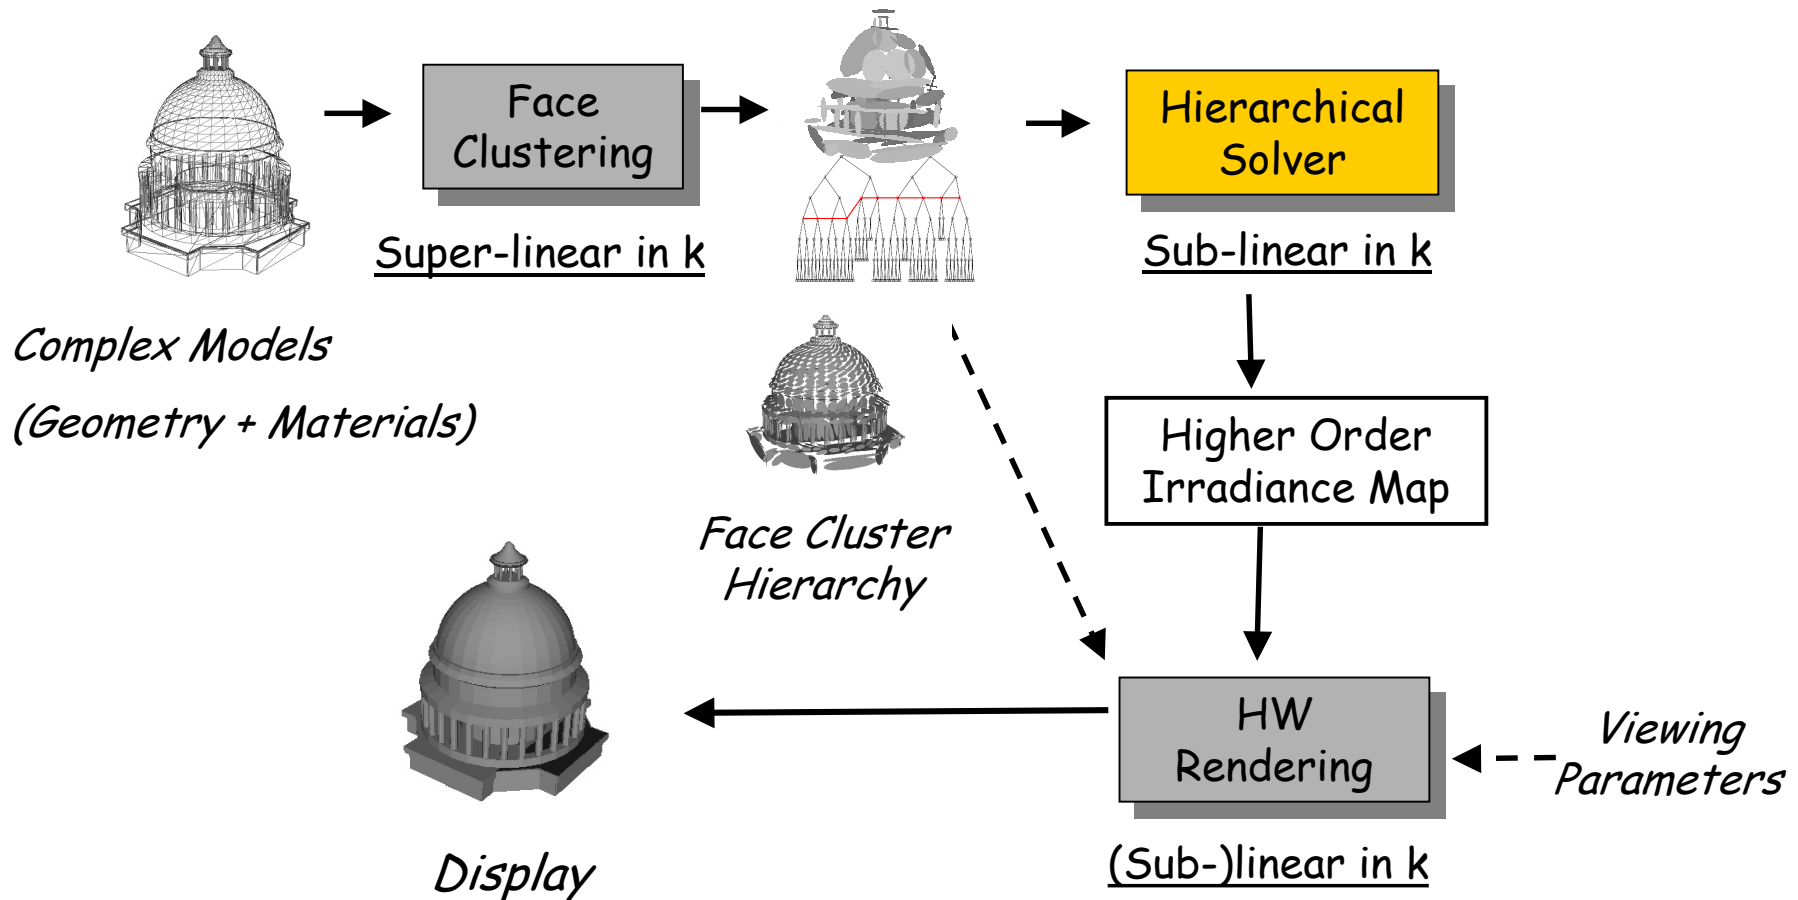 Face
Clustering
Hierarchical
Solver
Super-linear in k
Sub-linear in k
Complex Models
(Geometry + Materials)
Higher Order
Irradiance Map
Face Cluster
Hierarchy
HW
Rendering
Viewing
Parameters
Display
(Sub-)linear in k